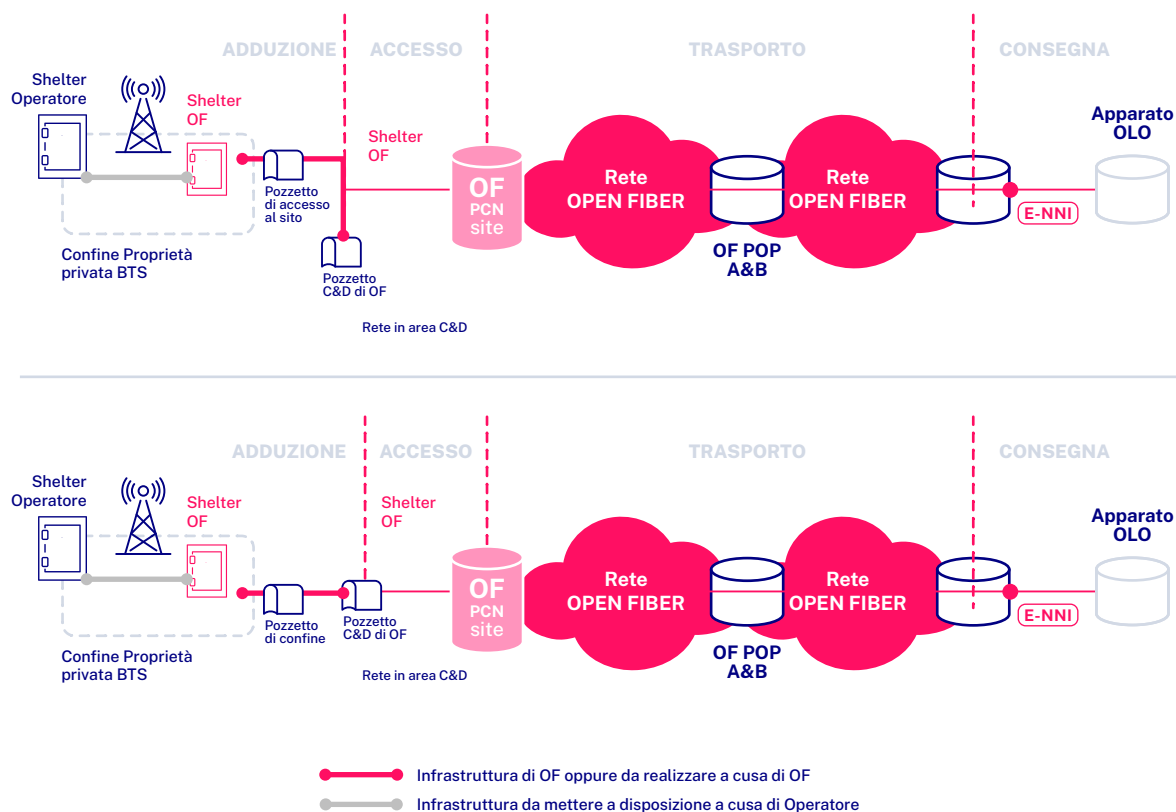 ADDUZIONE
ACCESSO
TRASPORTO
CONSEGNA
Shelter
Operatore
Shelter
OF
Shelter
OF
Apparato
OLO
OF
PCN
site
Rete
OPEN FIBER
Rete
OPEN FIBER
E-NNI
Pozzetto
di accesso
al sito
Confine Proprietà
privata BTS
OF POP
A&B
Pozzetto
C&D di OF
Rete in area C&D
ADDUZIONE
ACCESSO
TRASPORTO
CONSEGNA
Shelter
Operatore
Shelter
OF
Shelter
OF
Apparato
OLO
OF
PCN
site
Rete
OPEN FIBER
Rete
OPEN FIBER
E-NNI
Pozzetto
di confine
Pozzetto
C&D di OF
Confine Proprietà
privata BTS
OF POP
A&B
Rete in area C&D
Infrastruttura di OF oppure da realizzare a cusa di OF
Infrastruttura da mettere a disposizione a cusa di Operatore